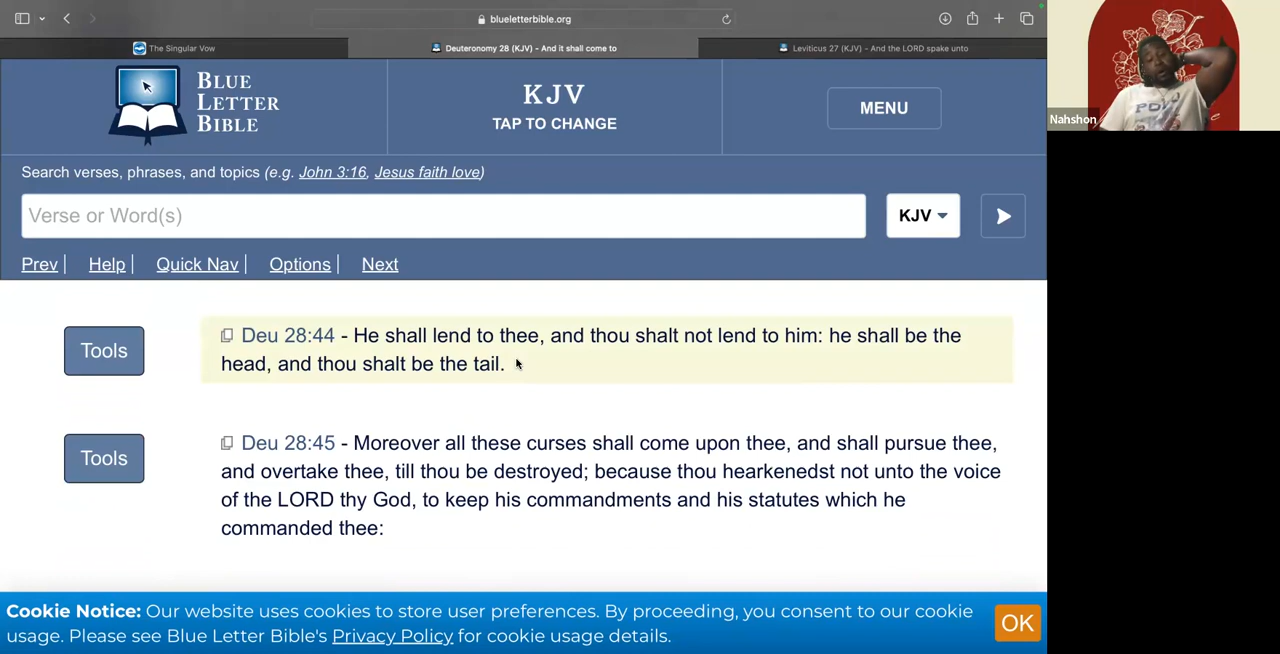 blueletterbible.org
The Singular Vow
Deuteronomy 28 (KJV) - And it shall come to
Leviticus 27 (KJV) - And the LORD spake unto
BLUE
LETTER
BIBLE
KJV
TAP TO CHANGE
MENU
Nahshon
Search verses, phrases, and topics (e.g. John 3:16, Jesus faith love)
Verse or Word(s)
KJV
Prev | Help | Quick Nav | Options | Next
Tools
Deu 28:44 - He shall lend to thee, and thou shalt not lend to him: he shall be the
head, and thou shalt be the tail.
Tools
Deu 28:45 - Moreover all these curses shall come upon thee, and shall pursue thee,
and overtake thee, till thou be destroyed; because thou hearkenedst not unto the voice
of the LORD thy God, to keep his commandments and his statutes which he
commanded thee:
Cookie Notice: Our website uses cookies to store user preferences. By proceeding, you consent to our cookie
usage. Please see Blue Letter Bible's Privacy Policy for cookie usage details.
OK